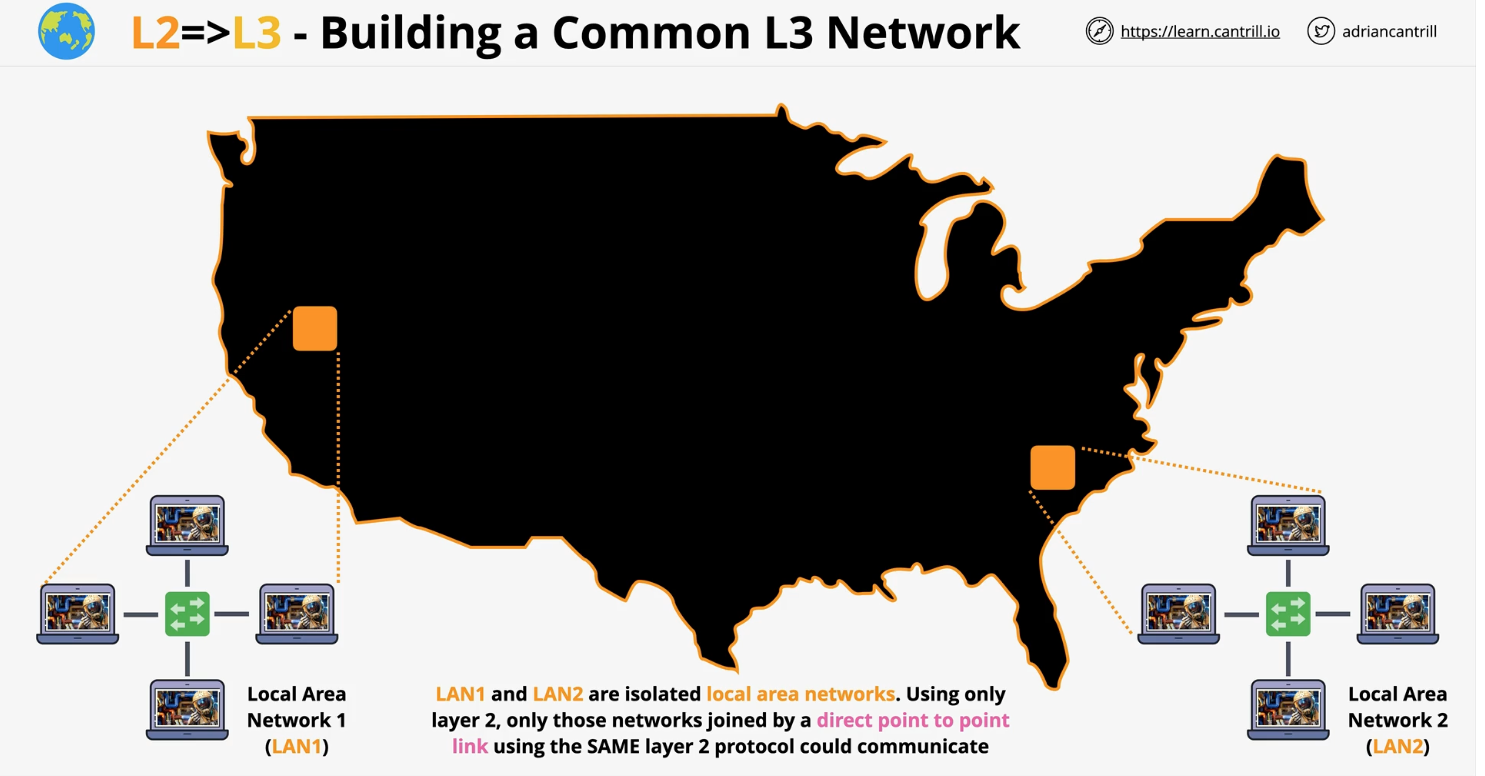 L2=>L3 - Building a Common L3 Network
https://learn.cantrill.io
adriancantrill
Local Area
Network 1
(LAN1)
LAN1 and LAN2 are isolated local area networks. Using only
layer 2, only those networks joined by a direct point to point
link using the SAME layer 2 protocol could communicate
Local Area
Network 2
(LAN2)